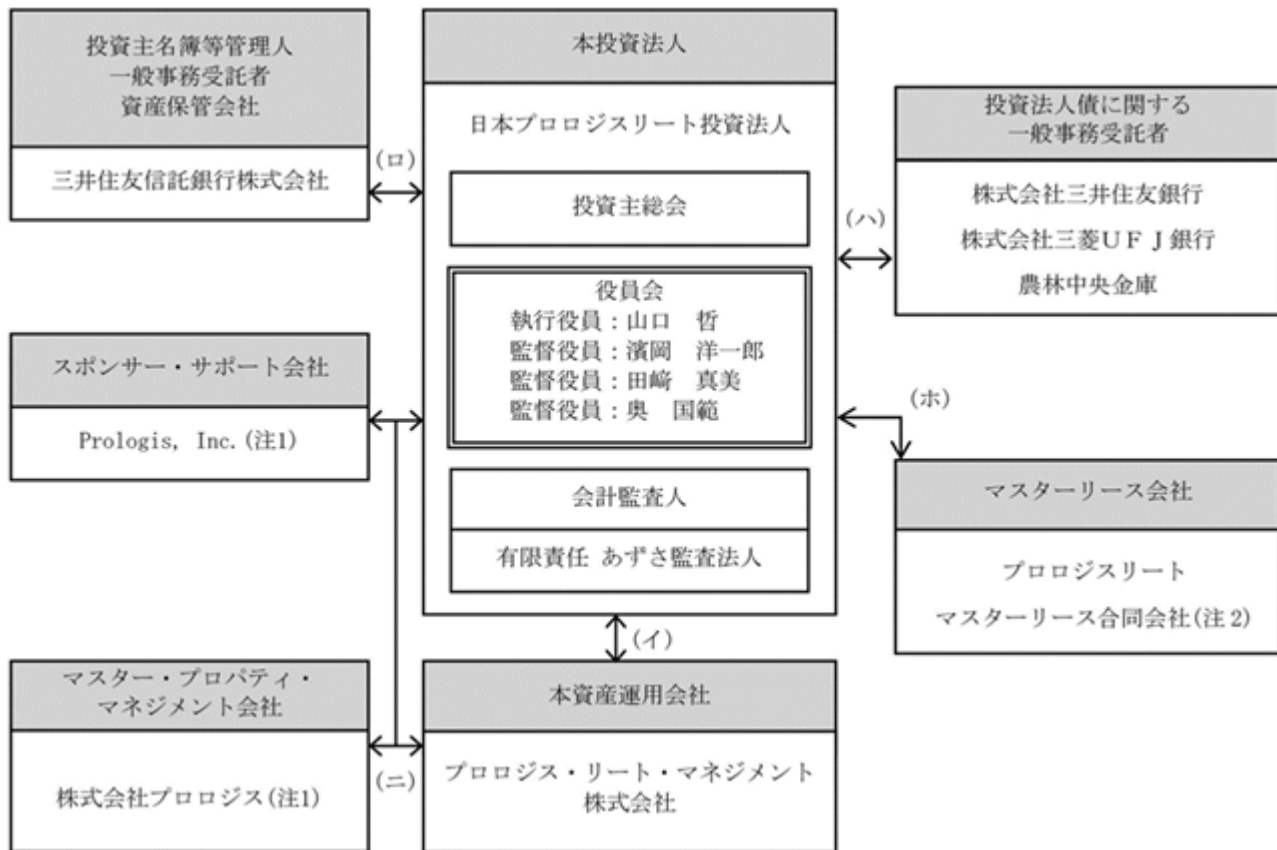 投資主名簿等管理人
一般事務受託者
資産保管会社
三井住友信託銀行株式会社
(ロ)
本投資法人
日本プロロジスリート投資法人
投資主総会
役員会
執行役員：山口　哲
監督役員：濱岡　洋一郎
監督役員：田﨑　真美
監督役員：奥　国範
会計監査人
有限責任 あずさ監査法人
投資法人債に関する
一般事務受託者
株式会社三井住友銀行
株式会社三菱ＵＦＪ銀行
農林中央金庫
(ハ)
スポンサー・サポート会社
Prologis, Inc.(注1)
(ホ)
マスターリース会社
プロロジスリート
マスターリース合同会社(注２)
(イ)
マスター・プロパティ・
マネジメント会社
株式会社プロロジス(注1)
(ニ)
本資産運用会社
プロロジス・リート・マネジメント
株式会社